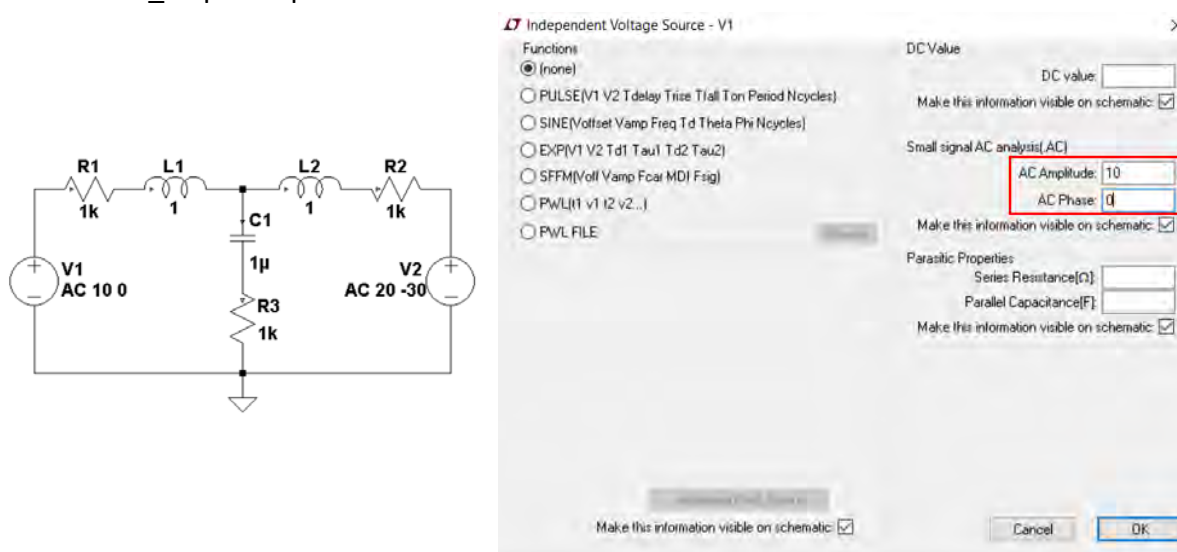 R1
1k
L1
1
L2
1
R2
1k
C1
1µ
V1
AC 10 0
V2
AC 20 -30
R3
1k
Independent Voltage Source - V1
Functions
(none)
PULSE(V1 V2 Tdelay Trise Tfall Ton Period Ncycles)
SINE(Voffset Vamp Freq Td Theta Phi Ncycles)
EXP(V1 V2 Td1 Tau1 Td2 Tau2)
SFFM(Voff Vamp Fcar MDI Fsig)
PWL(t1 v1 t2 v2...)
PWL FILE:
Make this information visible on schematic:
DC Value
DC value:
Make this information visible on schematic:
Small signal AC analysis(.AC)
AC Amplitude: 10
AC Phase: 0
Make this information visible on schematic:
Parasitic Properties
Series Resistance[Ω]:
Parallel Capacitance[F]:
Make this information visible on schematic:
Cancel
OK